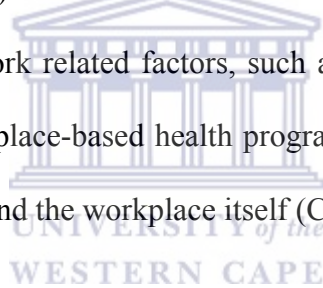 )
ork related factors, such a
place-based health progra
nd the workplace itself (C
UNIVERSITY of the
WESTERN CAPE